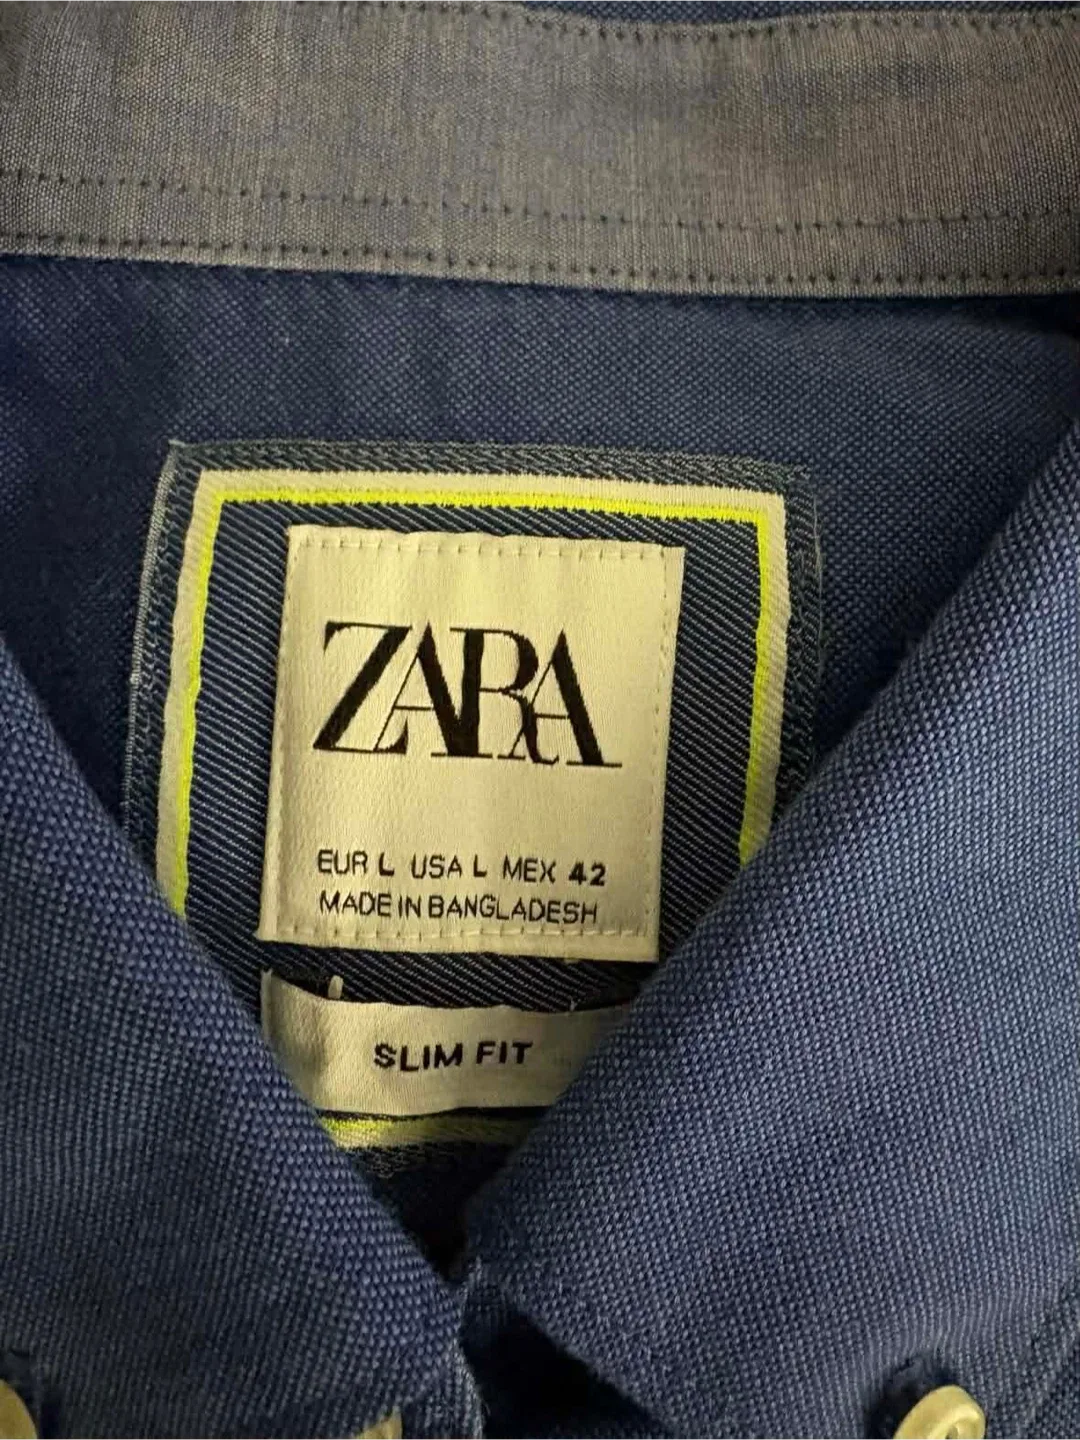 ZARA
EUR L USA L MEX 42
MADE IN BANGLADESH
SLIM FIT